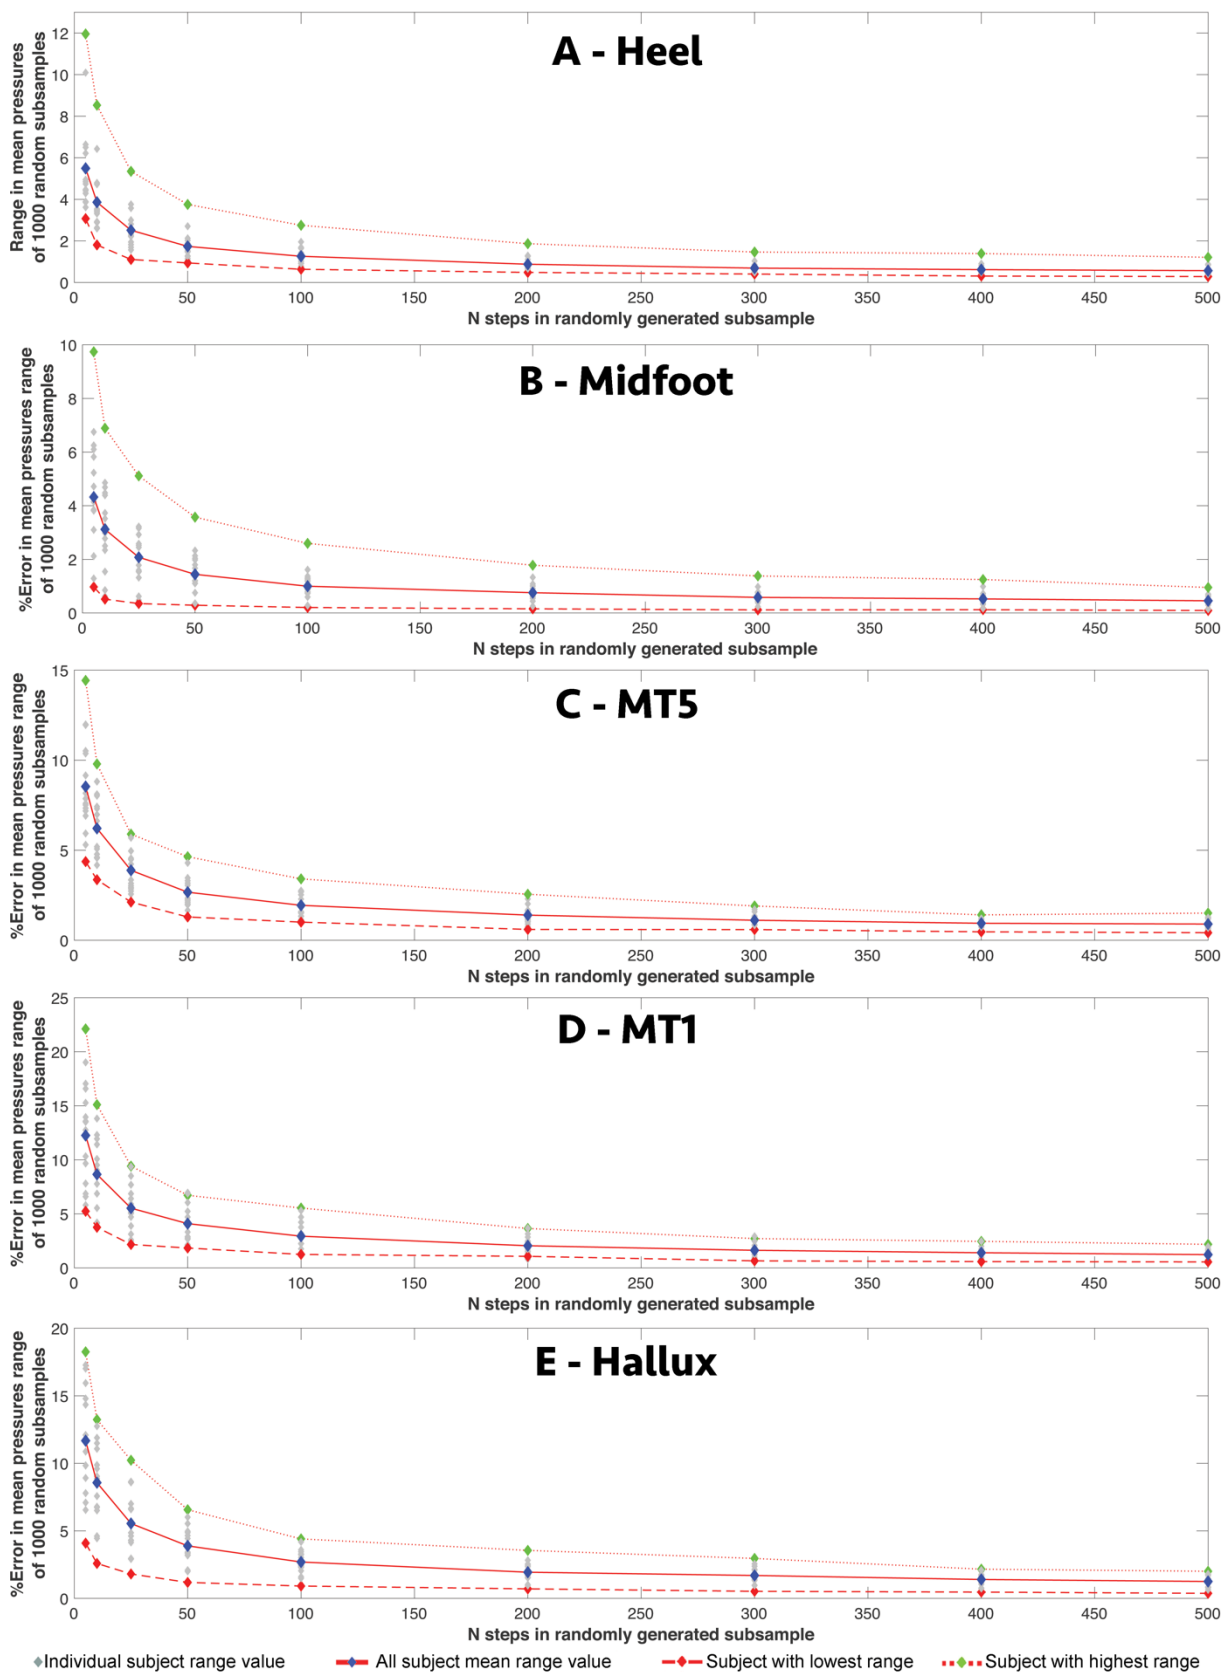 A - Heel
Range in mean pressures
of 1000 random subsamples
12
10
8
6
4
2
0
0 50 100 150 200 250 300 350 400 450 500
N steps in randomly generated subsample
B - Midfoot
%Error in mean pressures range
of 1000 random subsamples
10
8
6
4
2
0
0 50 100 150 200 250 300 350 400 450 500
N steps in randomly generated subsample
C - MT5
%Error in mean pressures range
of 1000 random subsamples
15
10
5
0
0 50 100 150 200 250 300 350 400 450 500
N steps in randomly generated subsample
D - MT1
%Error in mean pressures range
of 1000 random subsamples
25
20
15
10
5
0
0 50 100 150 200 250 300 350 400 450 500
N steps in randomly generated subsample
E - Hallux
%Error in mean pressures range
of 1000 random subsamples
20
15
10
5
0
0 50 100 150 200 250 300 350 400 450 500
N steps in randomly generated subsample
Individual subject range value All subject mean range value Subject with lowest range Subject with highest range